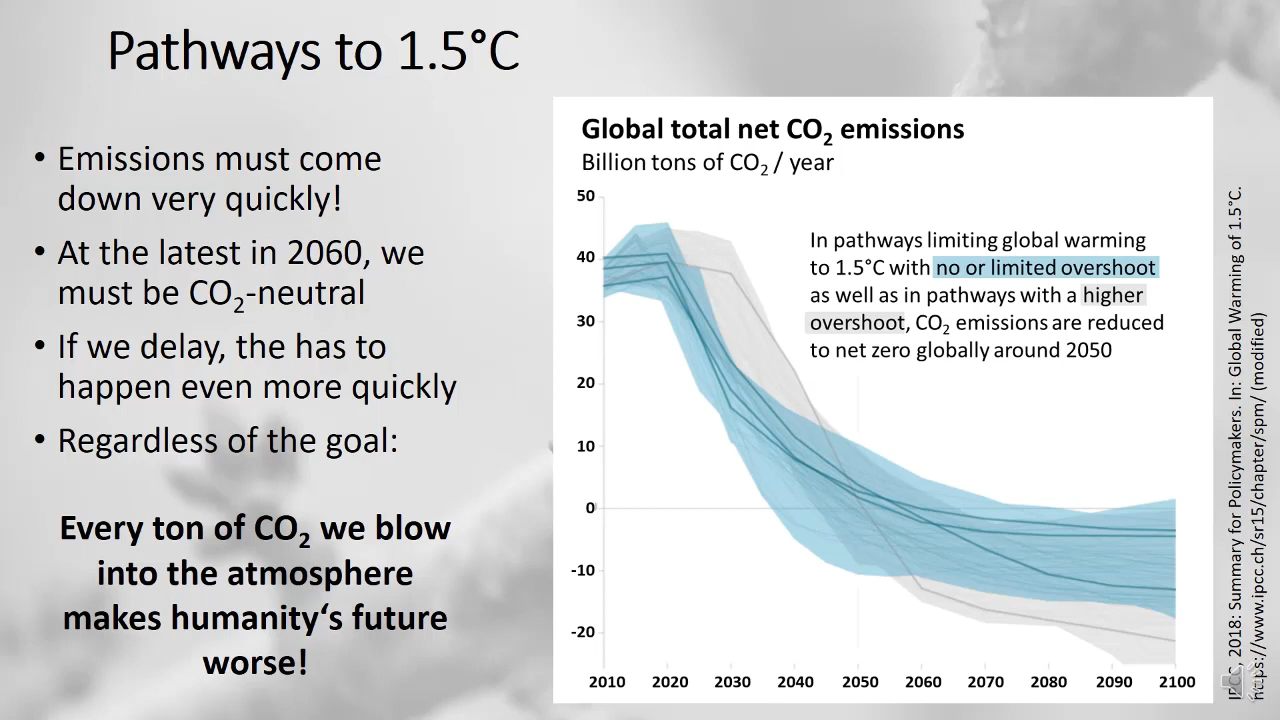 Pathways to 1.5°C
• Emissions must come
down very quickly!
• At the latest in 2060, we
must be CO₂-neutral
• If we delay, the has to
happen even more quickly
• Regardless of the goal:
Every ton of CO₂ we blow
into the atmosphere
makes humanity‘s future
worse!
Global total net CO₂ emissions
Billion tons of CO₂ / year
50
40
30
20
10
0
-10
-20
In pathways limiting global warming
to 1.5°C with no or limited overshoot
as well as in pathways with a higher
overshoot, CO₂ emissions are reduced
to net zero globally around 2050
2010 2020 2030 2040 2050 2060 2070 2080 2090 2100
IPCC, 2018: Summary for Policymakers. In: Global Warming of 1.5°C.
https://www.ipcc.ch/sr15/chapter/spm/ (modified)